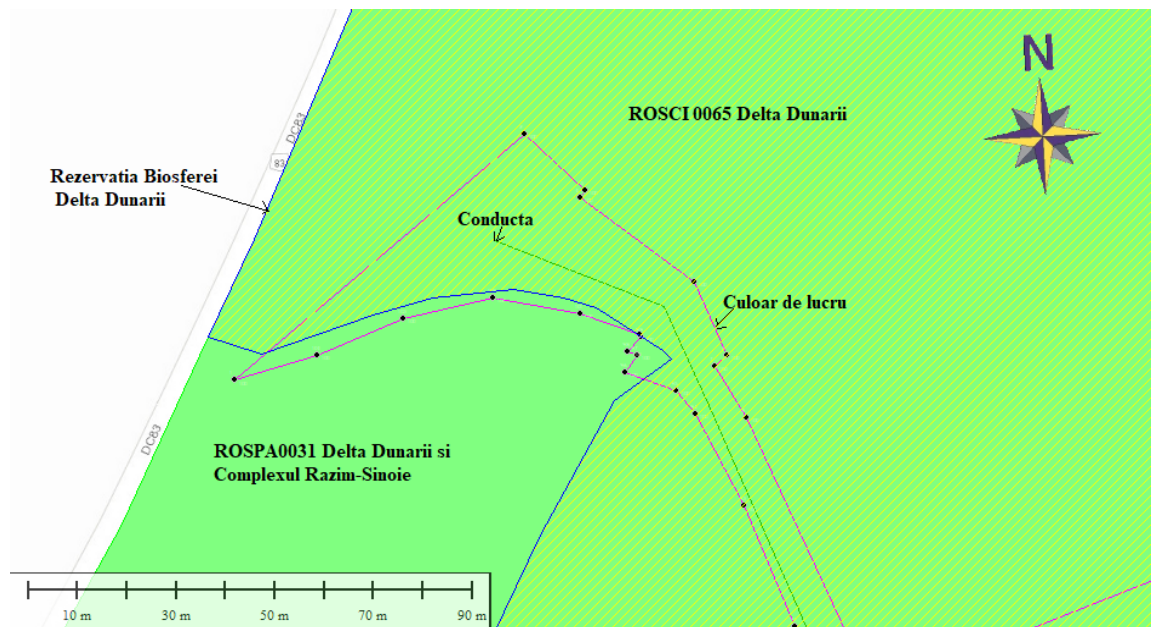 N
DC83
83
ROSCI 0065 Delta Dunarii
Rezervatia Biosferei
Delta Dunarii
Conducta
Culoar de lucru
DC83
ROSPA0031 Delta Dunarii si
Complexul Razim-Sinoie
10 m 30 m 50 m 70 m 90 m